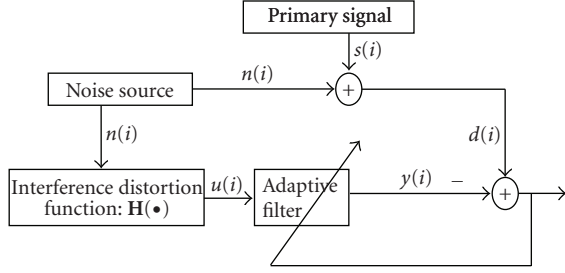 Primary signal
s(i)
n(i)
+
Noise source
n(i)
d(i)
Interference distortion
function: H(•)
u(i)
Adaptive
filter
y(i)
−
+